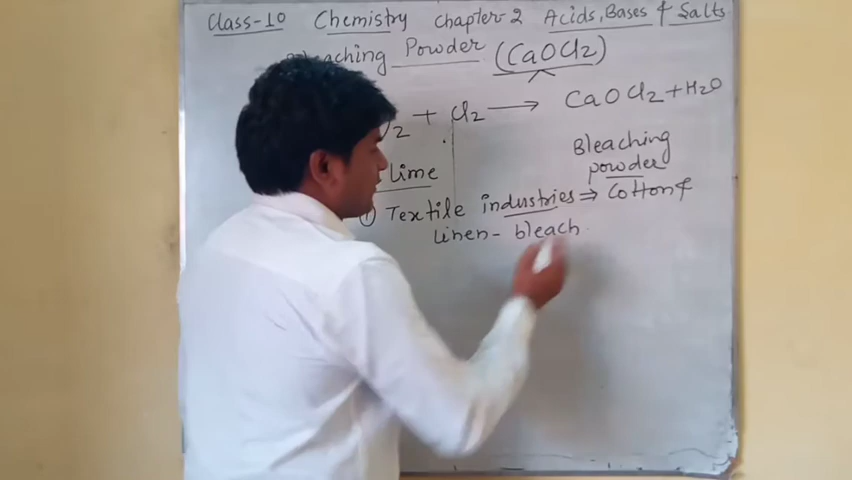 Class-10 Chemistry Chapter-2 Acids, Bases & Salts
Bleaching Powder (CaOCl2)
2 + Cl2 → CaOCl2 + H2O
Bleaching
powder
lime
① Textile industries ⇒ Cotton &
Linen - bleach